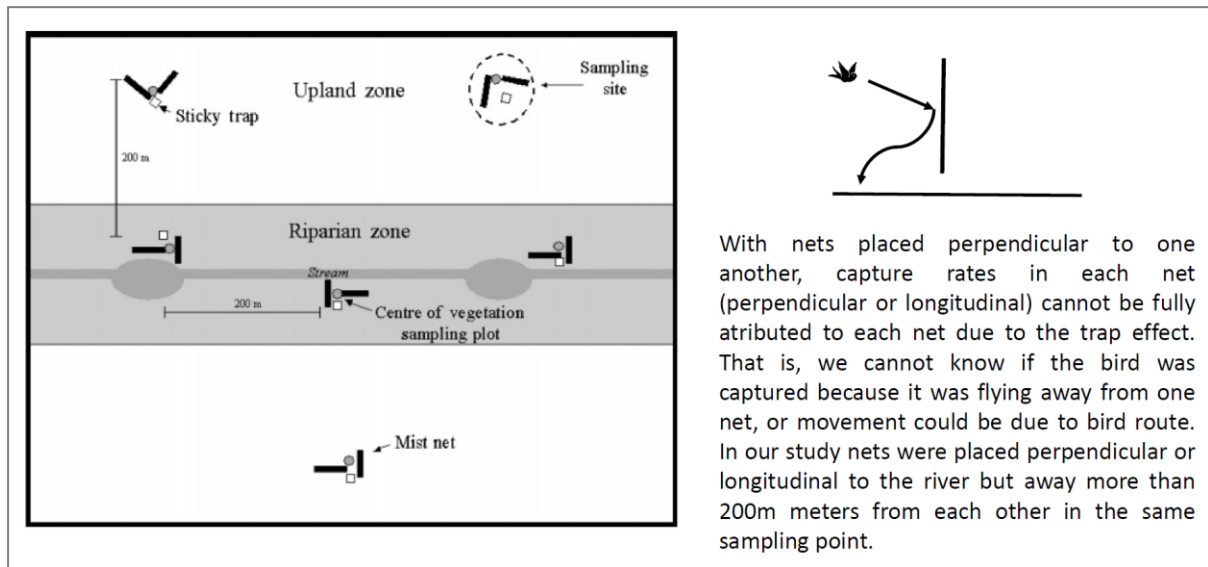 Upland zone
Sampling
site
Sticky trap
200 m
Riparian zone
Stream
200 m
Centre of vegetation
sampling plot
Mist net
With nets placed perpendicular to one
another, capture rates in each net
(perpendicular or longitudinal) cannot be fully
atributed to each net due to the trap effect.
That is, we cannot know if the bird was
captured because it was flying away from one
net, or movement could be due to bird route.
In our study nets were placed perpendicular or
longitudinal to the river but away more than
200m meters from each other in the same
sampling point.